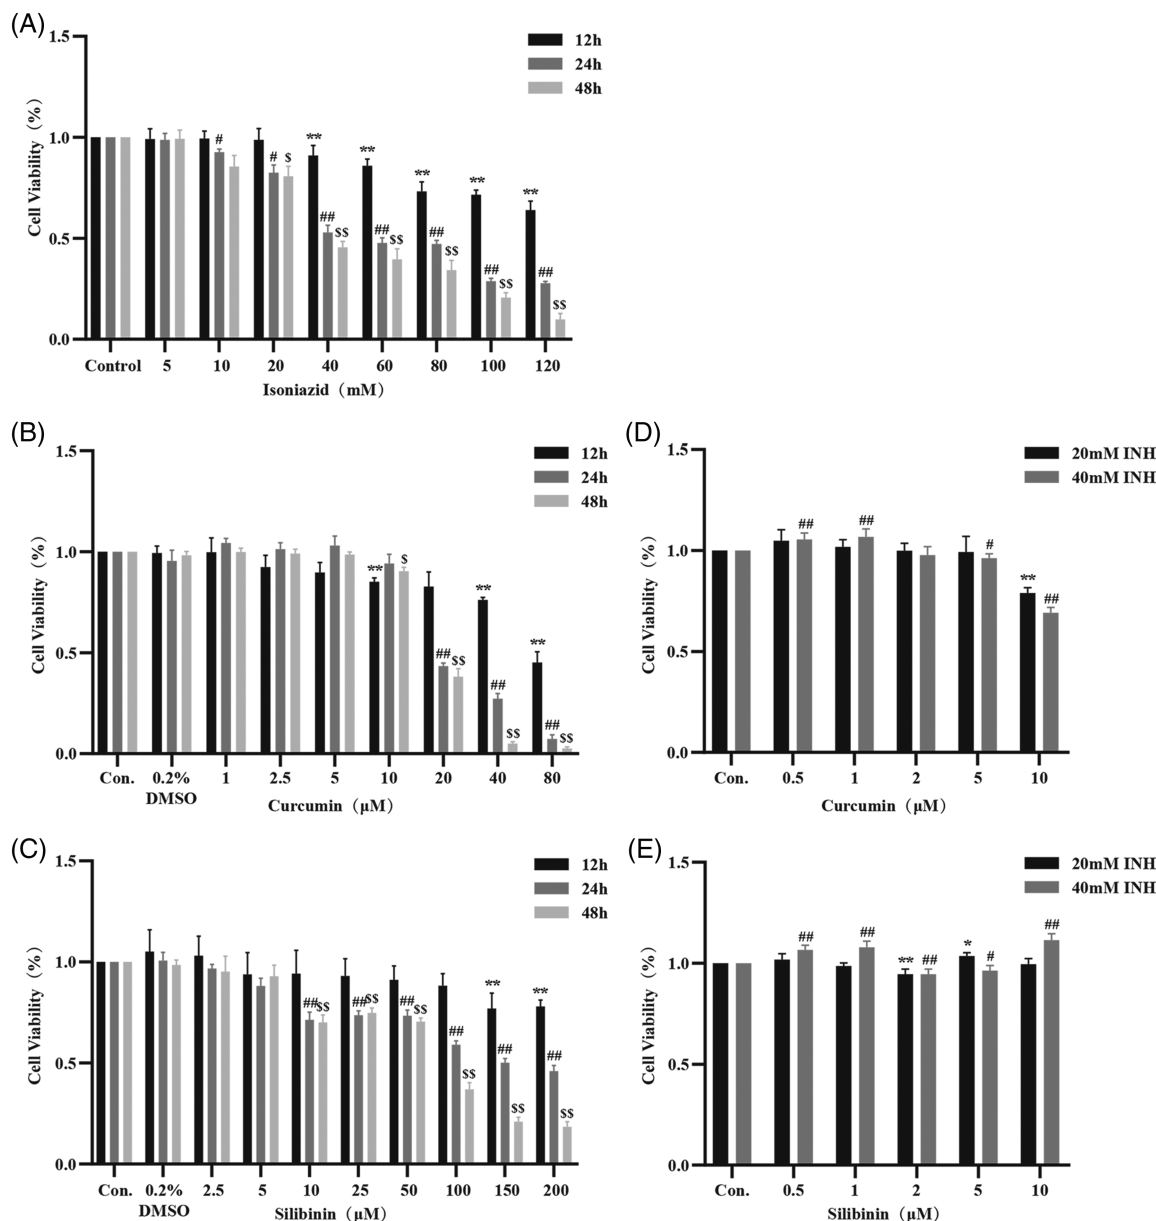 (A)
1.5
1.0
0.5
0.0
Cell Viability（%）
12h
24h
48h
# # $ ** ## $$ ** ## $$ ** ## $$ ** ## $$ ** ## $$
Control 5 10 20 40 60 80 100 120
Isoniazid（mM）
(B)
1.5
1.0
0.5
0.0
Cell Viability（%）
12h
24h
48h
** $ ## $$ ** ## $$ ** ## $$
Con. 0.2% 1 2.5 5 10 20 40 80
DMSO
Curcumin（μM）
(D)
1.5
1.0
0.5
0.0
Cell Viability（%）
20mM INH
40mM INH
## ## # ** ##
Con. 0.5 1 2 5 10
Curcumin（μM）
(C)
1.5
1.0
0.5
0.0
Cell Viability（%）
12h
24h
48h
## $$ ## $$ ## $$ ## $$ ** ## $$ ** ## $$
Con. 0.2% 2.5 5 10 25 50 100 150 200
DMSO
Silibinin（μM）
(E)
1.5
1.0
0.5
0.0
Cell Viability（%）
20mM INH
40mM INH
## ## ** ## * # ##
Con. 0.5 1 2 5 10
Silibinin（μM）